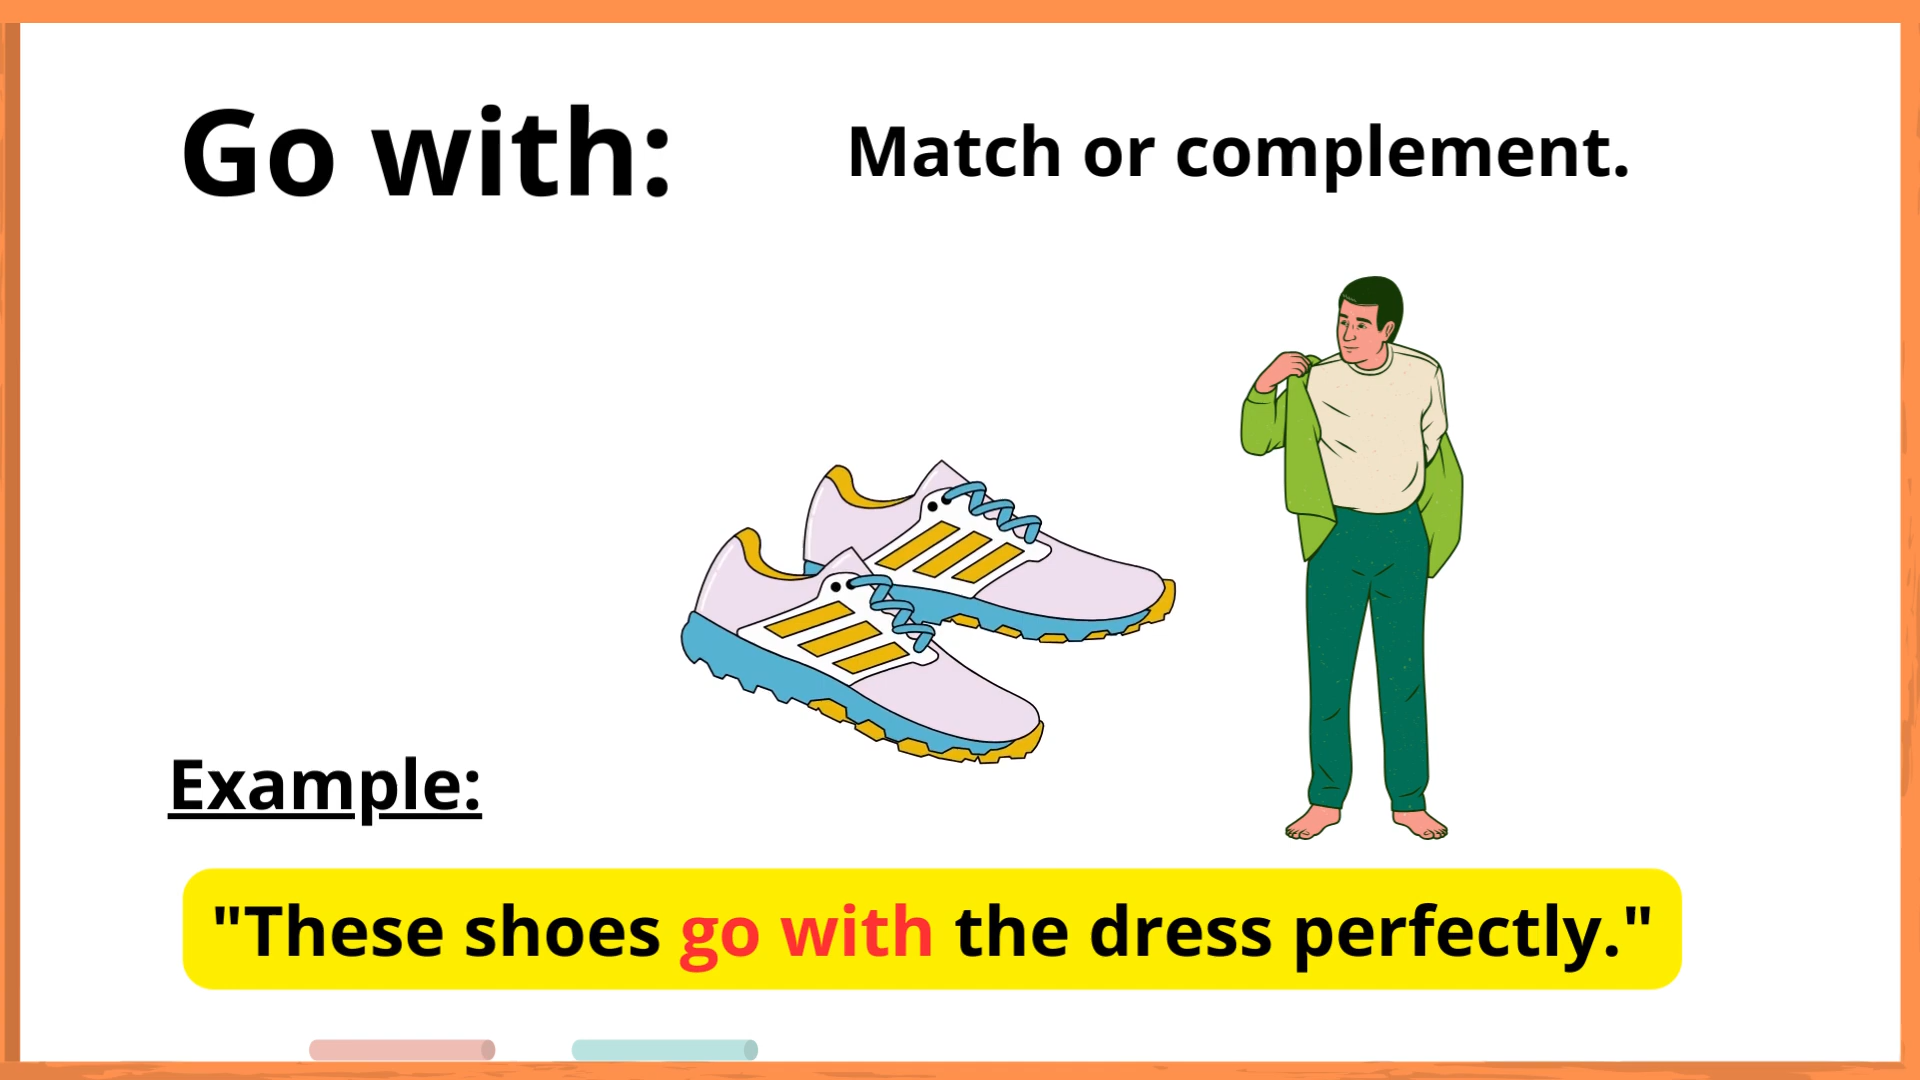 Go with:
Match or complement.
Example:
"These shoes go with the dress perfectly."